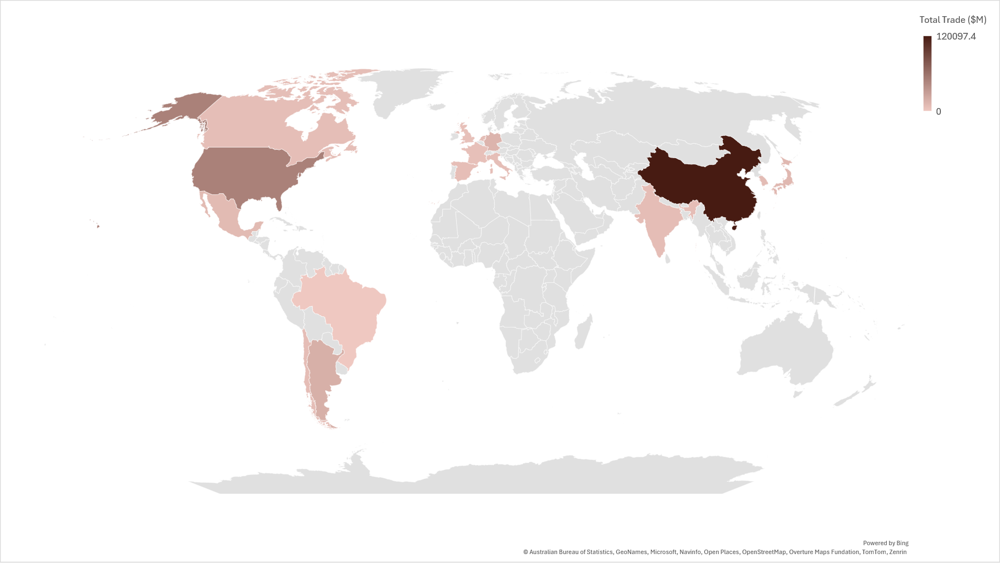 Total Trade ($M)
120097.4
0
Powered by Bing
© Australian Bureau of Statistics, GeoNames, Microsoft, Navinfo, Open Places, OpenStreetMap, Overture Maps Fundation, TomTom, Zenrin